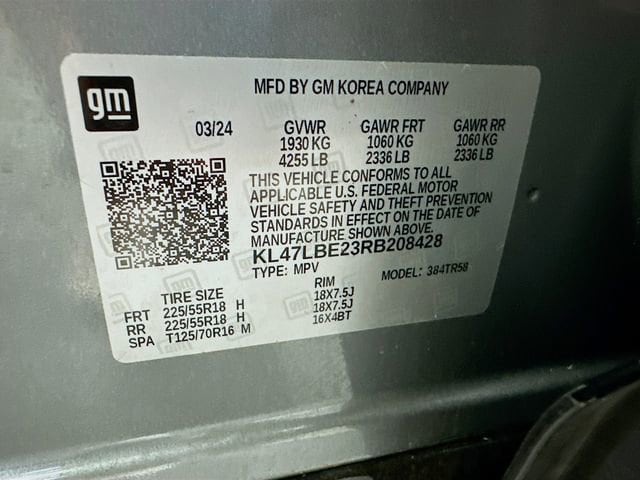 gm
MFD BY GM KOREA COMPANY
03/24 GVWR GAWR FRT GAWR RR
1930 KG 1060 KG 1060 KG
4255 LB 2336 LB 2336 LB
THIS VEHICLE CONFORMS TO ALL
APPLICABLE U.S. FEDERAL MOTOR
VEHICLE SAFETY AND THEFT PREVENTION
STANDARDS IN EFFECT ON THE DATE OF
MANUFACTURE SHOWN ABOVE.
KL47LBE23RB208428
TYPE: MPV MODEL: 384TR58
TIRE SIZE RIM
FRT 225/55R18 H 18X7.5J
RR 225/55R18 H 18X7.5J
SPA T125/70R16 M 16X4BT